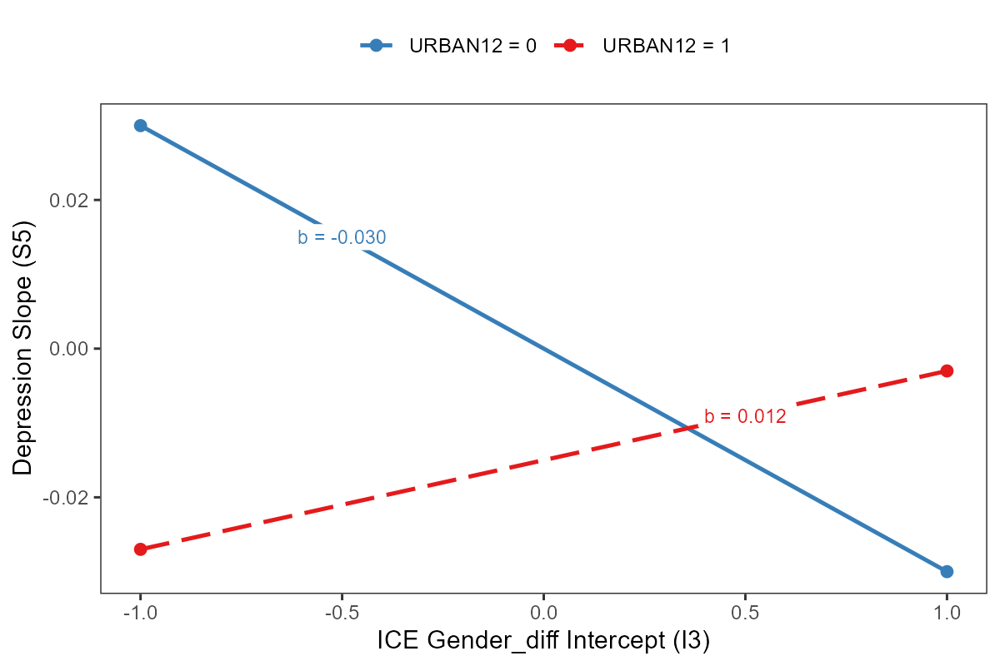 URBAN12 = 0 URBAN12 = 1
b = -0.030
b = 0.012
0.02
0.00
-0.02
Depression Slope (S5)
-1.0 -0.5 0.0 0.5 1.0
ICE Gender_diff Intercept (I3)